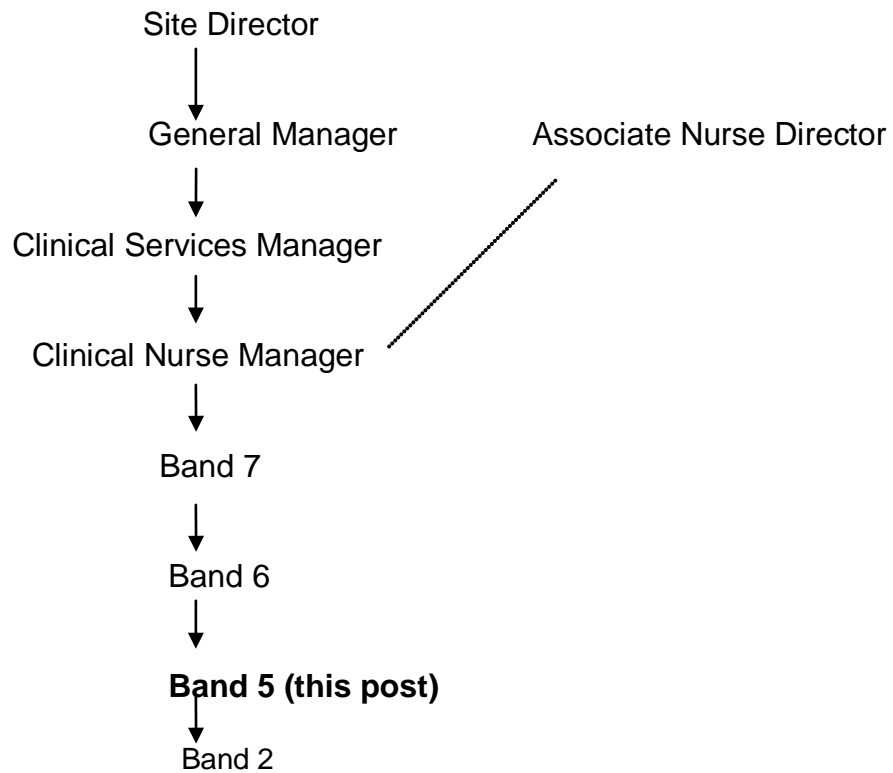 Site Director
General Manager Associate Nurse Director
Clinical Services Manager
Clinical Nurse Manager
Band 7
Band 6
Band 5 (this post)
Band 2